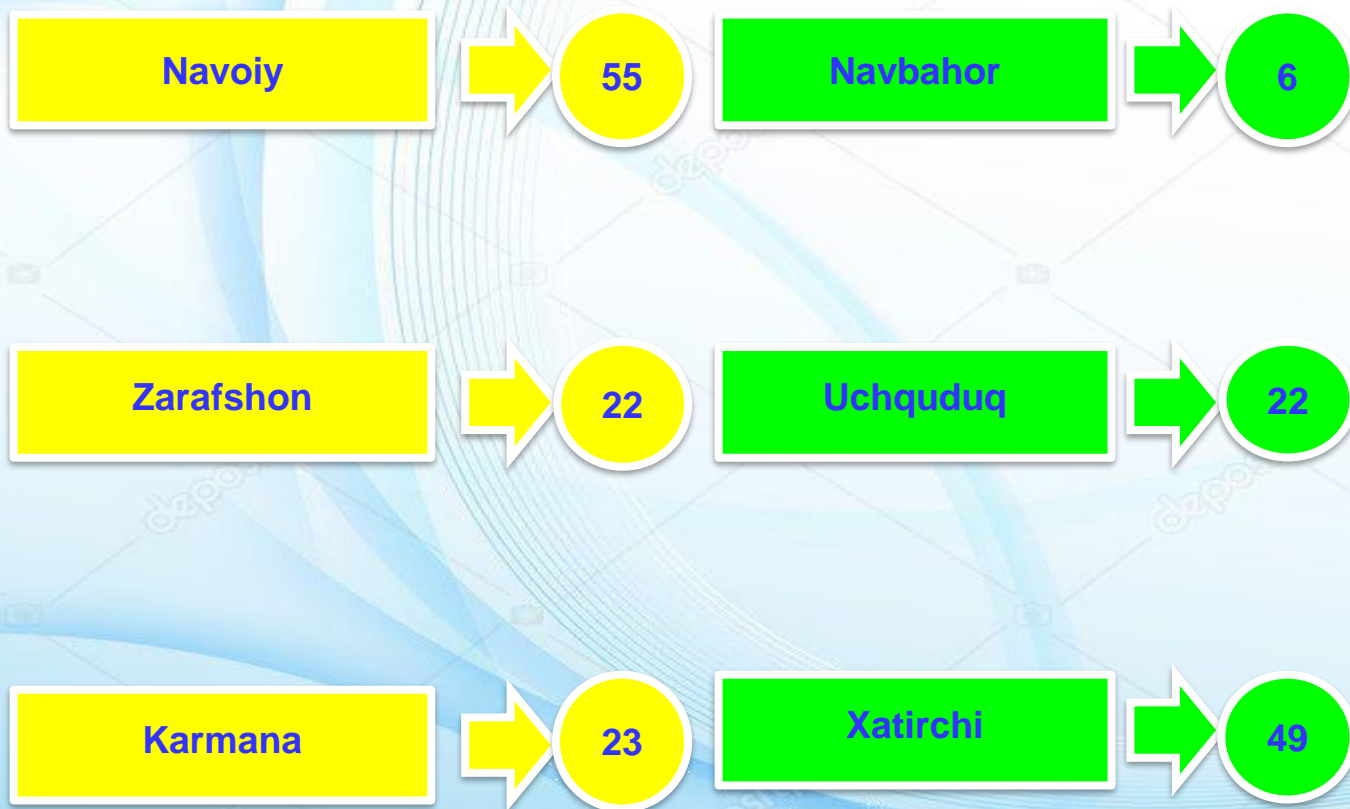 Navoiy 55 Navbahor 6
Zarafshon 22 Uchquduq 22
Karmana 23 Xatirchi 49